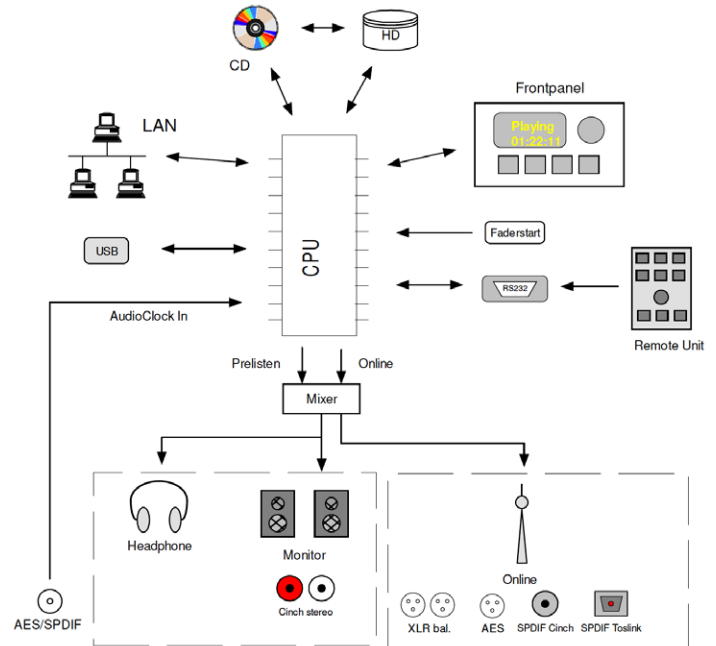 CD
HD
Frontpanel
LAN
Playing
01:22:11
USB
CPU
Faderstart
RS232
AudioClock In
Remote Unit
Prelisten
Online
Mixer
Headphone
Monitor
Online
Cinch stereo
AES/SPDIF
XLR bal.
AES
SPDIF Cinch
SPDIF Toslink